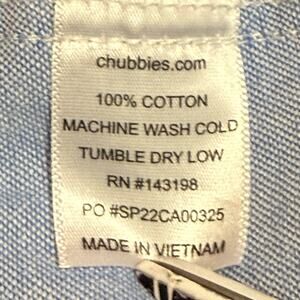 chubbies.com
100% COTTON
MACHINE WASH COLD
TUMBLE DRY LOW
RN #143198
PO #SP22CA00325
MADE IN VIETNAM